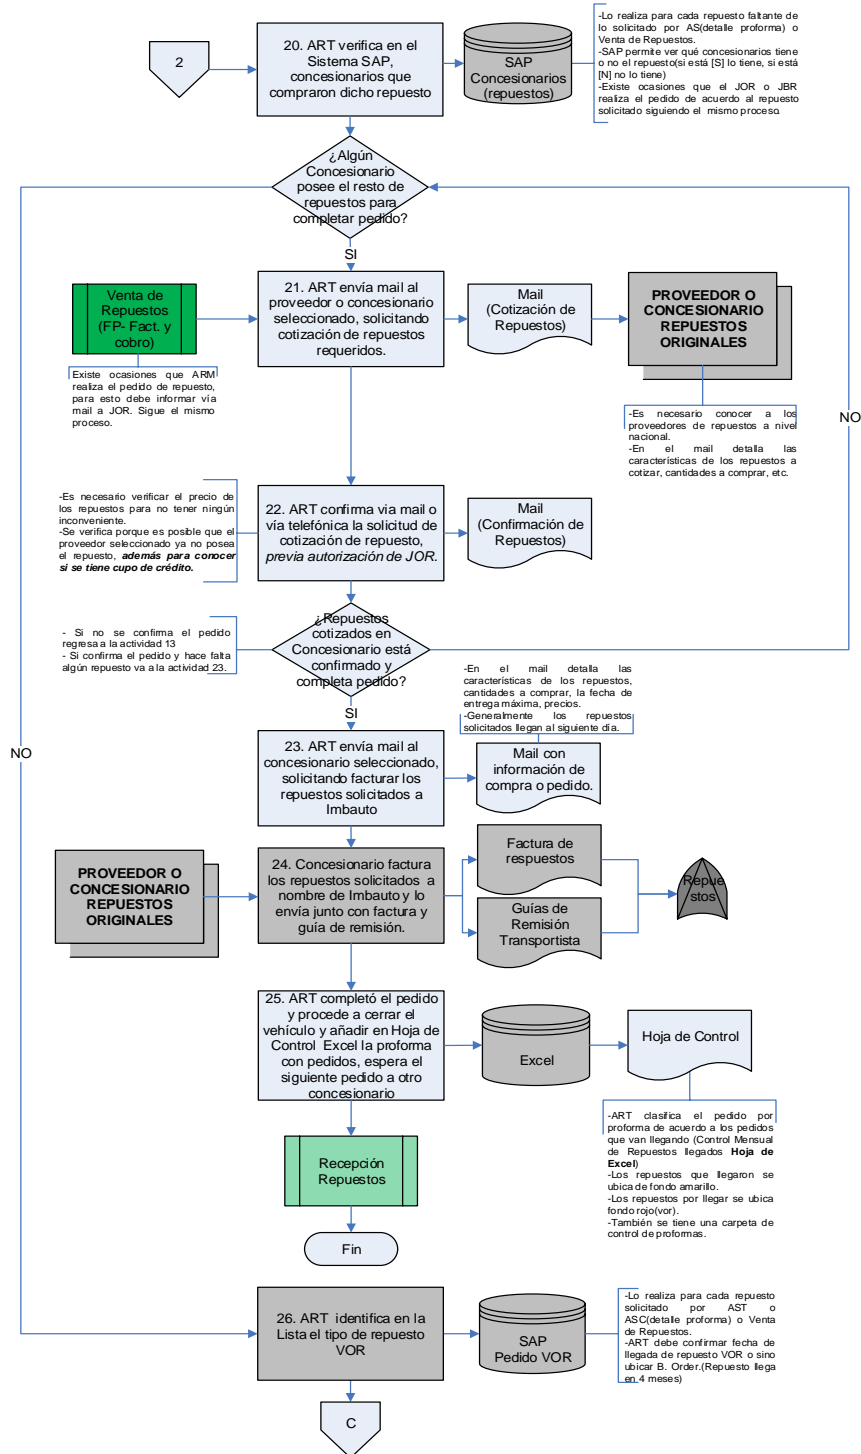 2
20. ART verifica en el
Sistema SAP,
concesionarios que
compraron dicho repuesto
SAP
Concesionarios
(repuestos)
-Lo realiza para cada repuesto faltante de
lo solicitado por AS(detalle proforma) o
Venta de Repuestos.
-SAP permite ver qué concesionarios tiene
o no el repuesto(si está [S] lo tiene, si está
[N] no lo tiene)
-Existe ocasiones que el JOR o JBR
realiza el pedido de acuerdo al repuesto
solicitado siguiendo el mismo proceso.
¿Algún
Concesionario
posee el resto de
repuestos para
completar pedido?
SI
Venta de
Repuestos
(FP- Fact. y
cobro)
21. ART envía mail al
proveedor o concesionario
seleccionado, solicitando
cotización de repuestos
requeridos.
Mail
(Cotización de
Repuestos)
PROVEEDOR O
CONCESIONARIO
REPUESTOS
ORIGINALES
Existe ocasiones que ARM
realiza el pedido de repuesto,
para esto debe informar vía
mail a JOR. Sigue el mismo
proceso.
-Es necesario conocer a los
proveedores de repuestos a nivel
nacional.
-En el mail detalla las
características de los repuestos a
cotizar, cantidades a comprar, etc.
NO
-Es necesario verificar el precio de
los repuestos para no tener ningún
inconveniente.
-Se verifica porque es posible que el
proveedor seleccionado ya no posea
el repuesto, además para conocer
si se tiene cupo de crédito.
22. ART confirma via mail o
vía telefónica la solicitud de
cotización de repuesto,
previa autorización de JOR.
Mail
(Confirmación de
Repuestos)
- Si no se confirma el pedido
regresa a la actividad 13
- Si confirma el pedido y hace falta
algún repuesto va a la actividad 23.
¿Repuestos
cotizados en
Concesionario está
confirmado y
completa pedido?
SI
-En el mail detalla las
características de los repuestos,
cantidades a comprar, la fecha de
entrega máxima, precios.
-Generalmente los repuestos
solicitados llegan al siguiente día.
NO
23. ART envía mail al
concesionario seleccionado,
solicitando facturar los
repuestos solicitados a
Imbauto
Mail con
información de
compra o pedido.
PROVEEDOR O
CONCESIONARIO
REPUESTOS
ORIGINALES
24. Concesionario factura
los repuestos solicitados a
nombre de Imbauto y lo
envía junto con factura y
guía de remisión.
Factura de
respuestos
Guías de
Remisión
Transportista
Repue
stos
25. ART completó el pedido
y procede a cerrar el
vehículo y añadir en Hoja de
Control Excel la proforma
con pedidos, espera el
siguiente pedido a otro
concesionario
Excel
Hoja de Control
-ART clasifica el pedido por
proforma de acuerdo a los pedidos
que van llegando (Control Mensual
de Repuestos llegados Hoja de
Excel)
-Los repuestos que llegaron se
ubica de fondo amarillo.
-Los repuestos por llegar se ubica
fondo rojo(vor).
-También se tiene una carpeta de
control de proformas.
Recepción
Repuestos
Fin
26. ART identifica en la
Lista el tipo de repuesto
VOR
SAP
Pedido VOR
-Lo realiza para cada repuesto
solicitado por AST o
ASC(detalle proforma) o Venta
de Repuestos.
-ART debe confirmar fecha de
llegada de repuesto VOR o sino
ubicar B. Order.(Repuesto llega
en 4 meses)
C